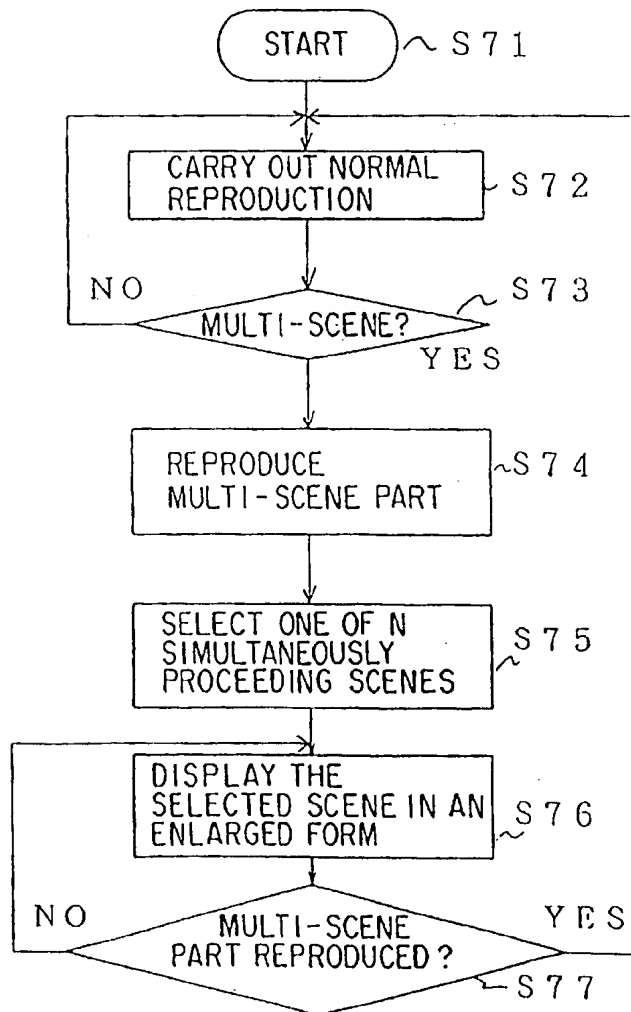 START
S71
CARRY OUT NORMAL
REPRODUCTION
S72
NO
S73
MULTI-SCENE?
YES
REPRODUCE
MULTI-SCENE PART
S74
SELECT ONE OF N
SIMULTANEOUSLY
PROCEEDING SCENES
S75
DISPLAY THE
SELECTED SCENE IN AN
ENLARGED FORM
S76
NO
MULTI-SCENE
PART REPRODUCED?
YES
S77